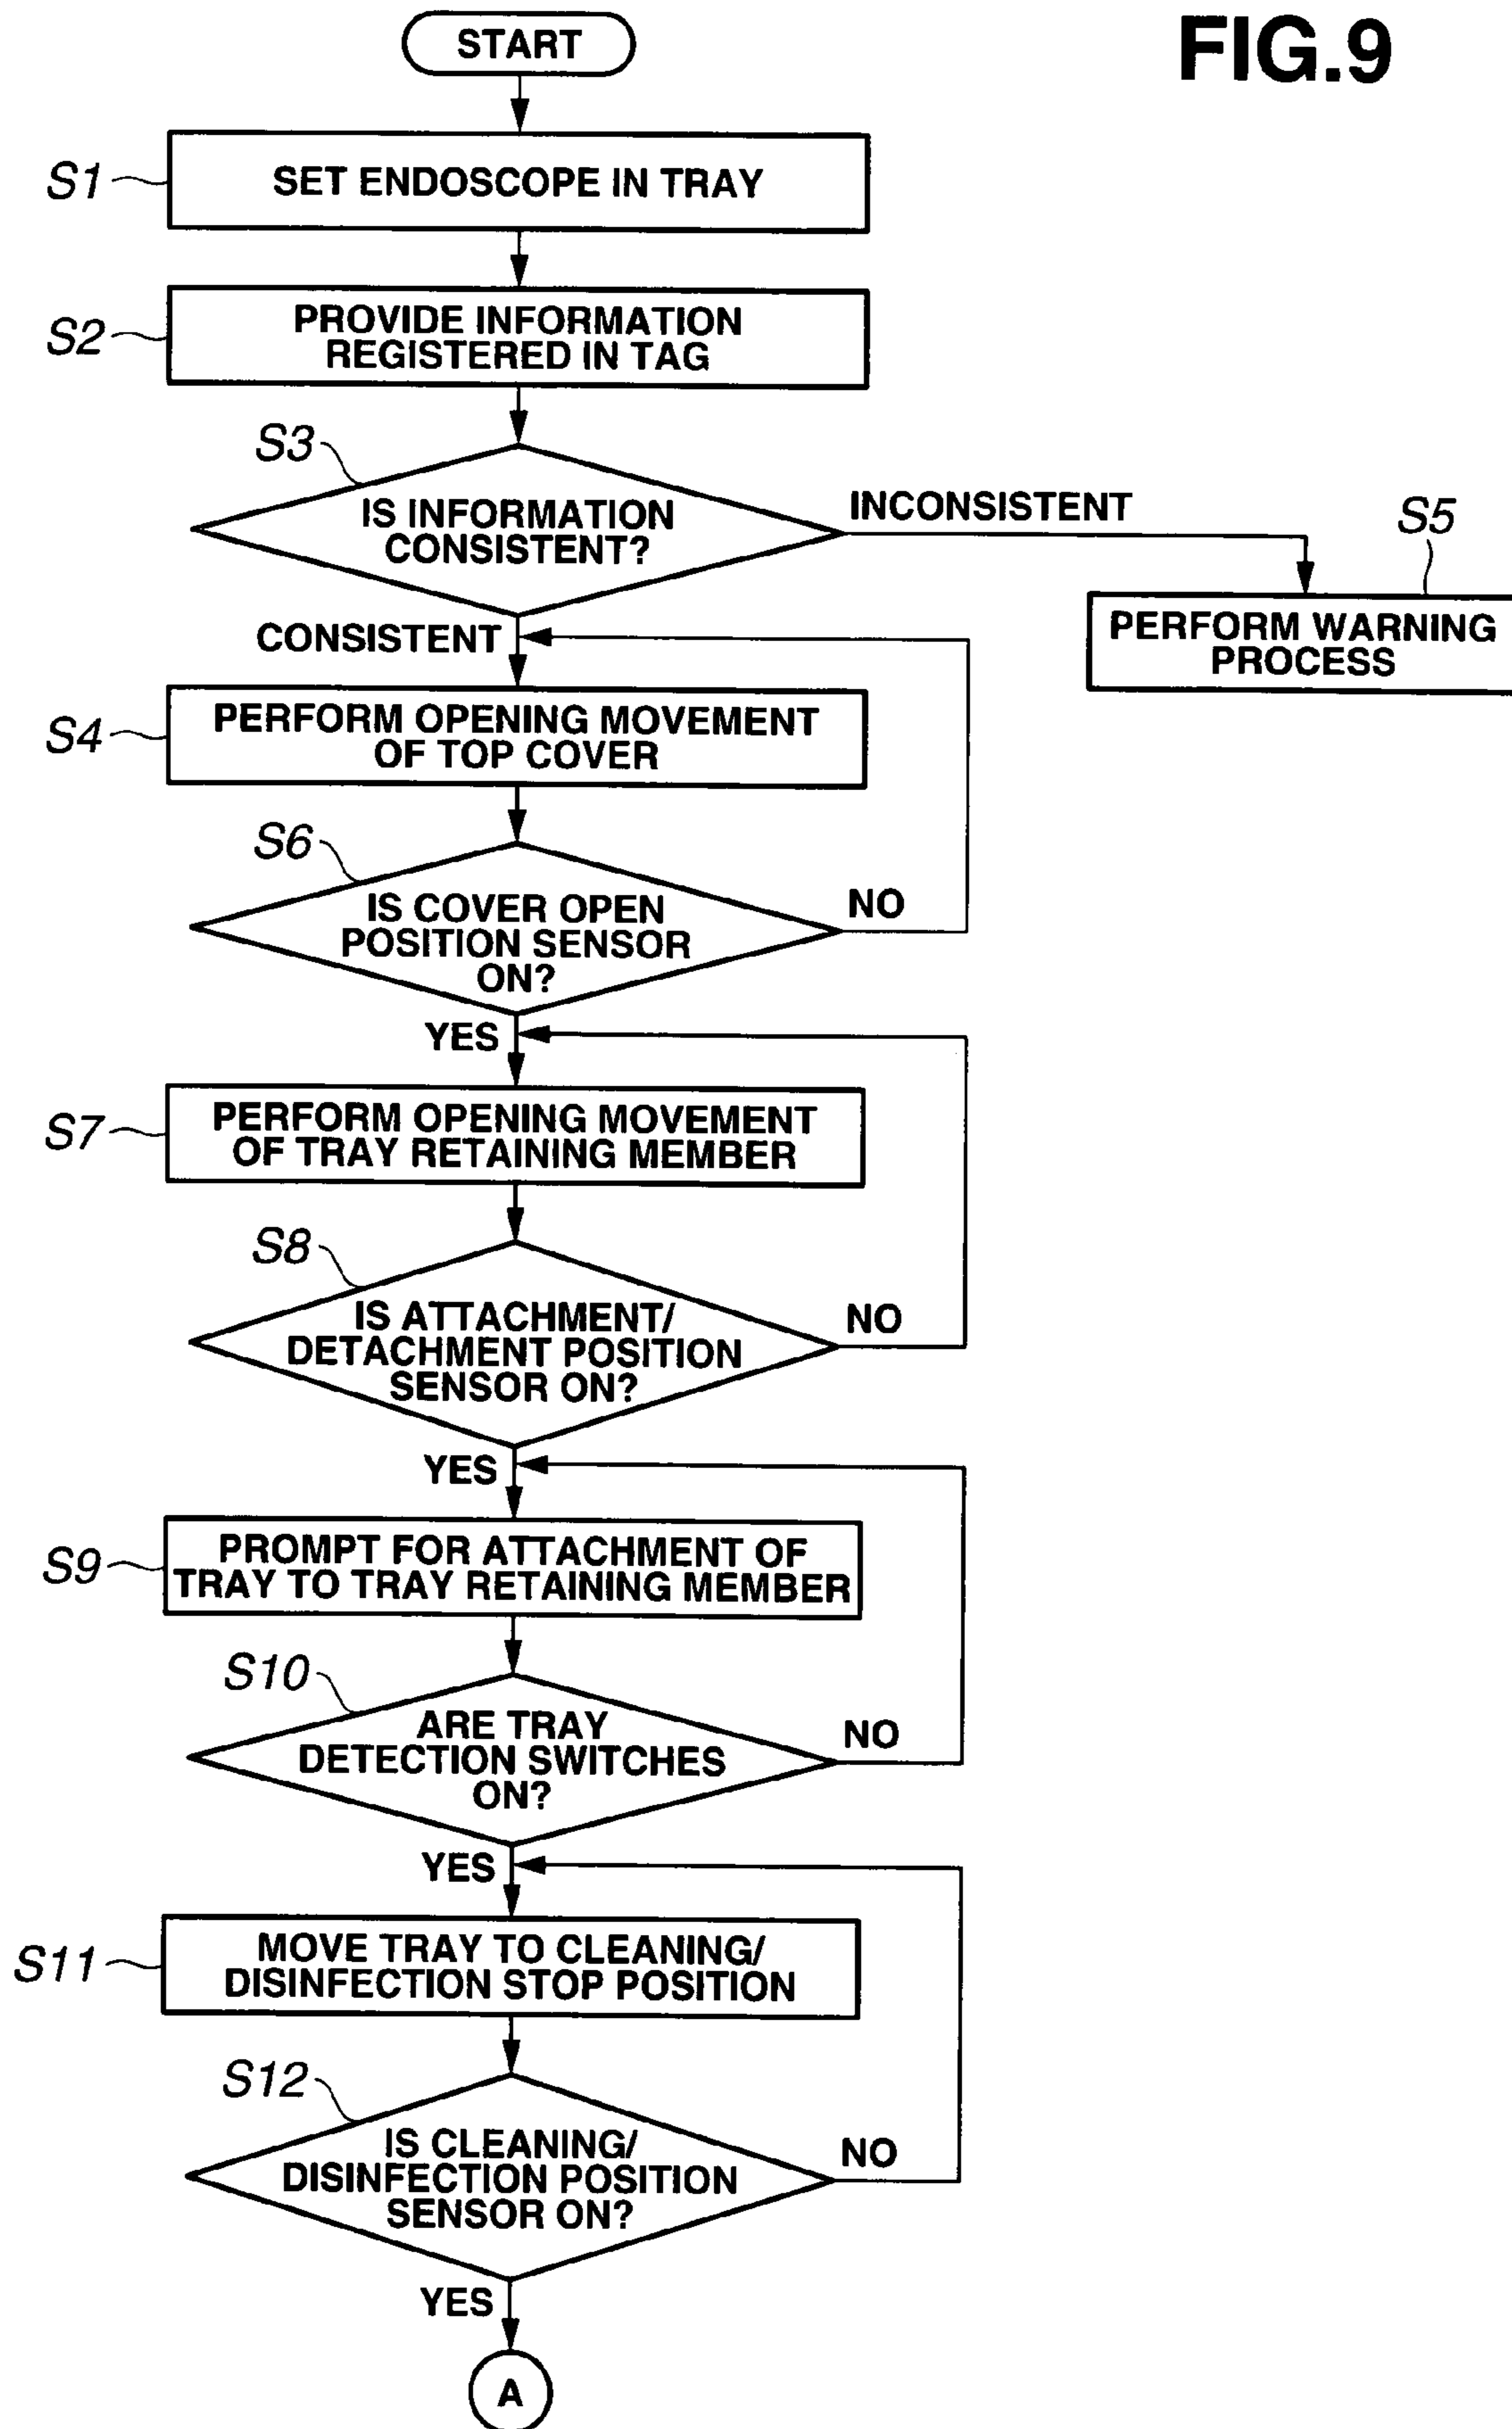 FIG.9
START
S1
SET ENDOSCOPE IN TRAY
S2
PROVIDE INFORMATION
REGISTERED IN TAG
S3
IS INFORMATION
CONSISTENT?
INCONSISTENT
S5
PERFORM WARNING
PROCESS
CONSISTENT
S4
PERFORM OPENING MOVEMENT
OF TOP COVER
S6
IS COVER OPEN
POSITION SENSOR
ON?
NO
YES
S7
PERFORM OPENING MOVEMENT
OF TRAY RETAINING MEMBER
S8
IS ATTACHMENT/
DETACHMENT POSITION
SENSOR ON?
NO
YES
S9
PROMPT FOR ATTACHMENT OF
TRAY TO TRAY RETAINING MEMBER
S10
ARE TRAY
DETECTION SWITCHES
ON?
NO
YES
S11
MOVE TRAY TO CLEANING/
DISINFECTION STOP POSITION
S12
IS CLEANING/
DISINFECTION POSITION
SENSOR ON?
NO
YES
A